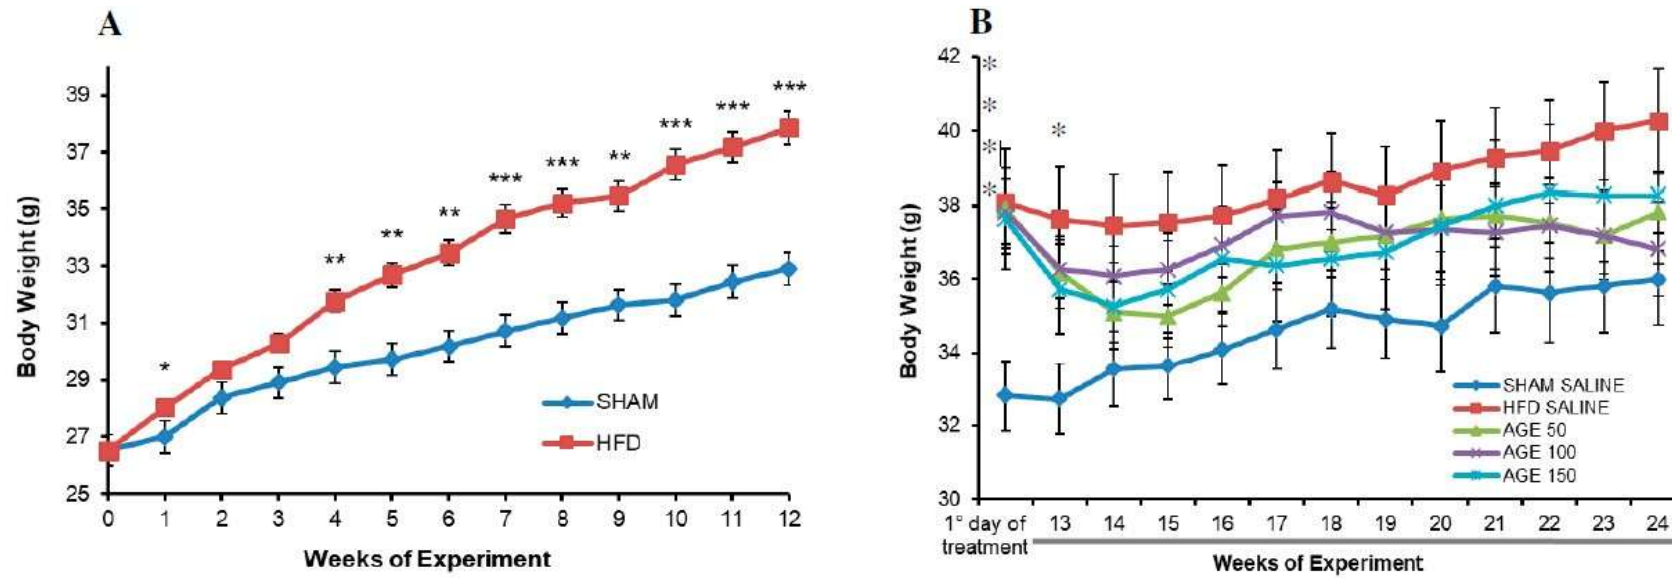 A
Body Weight (g)
39
37
35
33
31
29
27
25
*
**
**
**
***
***
**
***
***
***
SHAM
HFD
0 1 2 3 4 5 6 7 8 9 10 11 12
Weeks of Experiment
B
Body Weight (g)
42
40
38
36
34
32
30
*
*
*
*
*
SHAM SALINE
HFD SALINE
AGE 50
AGE 100
AGE 150
1° day of
treatment
13 14 15 16 17 18 19 20 21 22 23 24
Weeks of Experiment